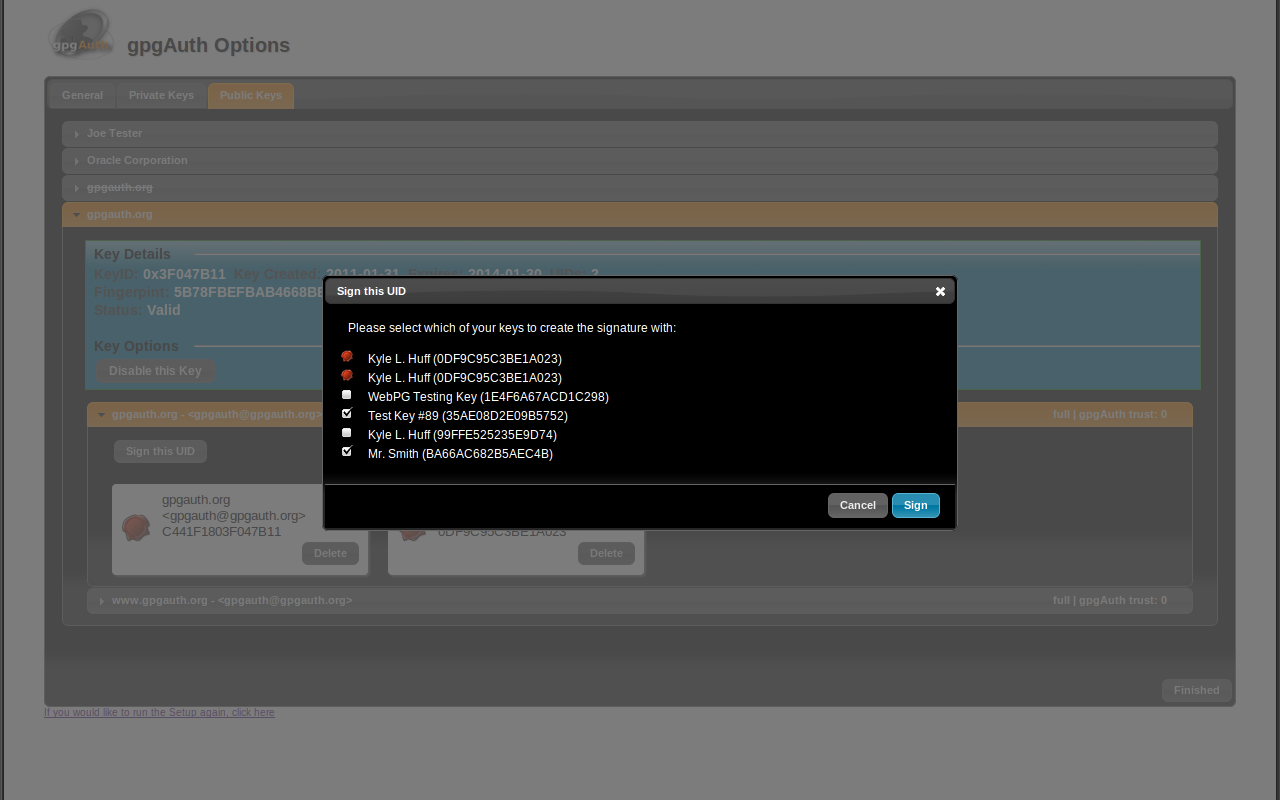 gpgAuth
gpgAuth Options
General
Private Keys
Public Keys
Joe Tester
Oracle Corporation
gpgauth.org
gpgauth.org
Key Details
KeyID: 0x3F047B11 Key Created: 2011-01-31 Expires: 2014-01-30 UIDs: 2
Fingerpint: 5B78FBEFBAB4668BE
Status: Valid
Key Options
Disable this Key
gpgauth.org - <gpgauth@gpgauth.org>
full | gpgAuth trust: 0
Sign this UID
gpgauth.org
<gpgauth@gpgauth.org>
C441F1803F047B11
Delete
0DF9C95C3BE1A023
Delete
www.gpgauth.org - <gpgauth@gpgauth.org>
full | gpgAuth trust: 0
Finished
If you would like to run the Setup again, click here
Sign this UID
Please select which of your keys to create the signature with:
Kyle L. Huff (0DF9C95C3BE1A023)
Kyle L. Huff (0DF9C95C3BE1A023)
WebPG Testing Key (1E4F6A67ACD1C298)
Test Key #89 (35AE08D2E09B5752)
Kyle L. Huff (99FFE525235E9D74)
Mr. Smith (BA66AC682B5AEC4B)
Cancel
Sign